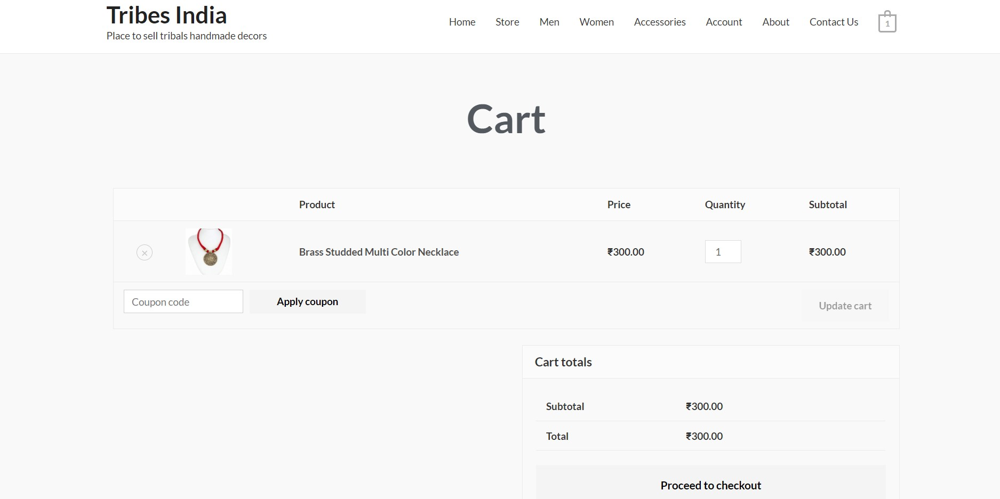 Tribes India
Place to sell tribals handmade decors
Home Store Men Women Accessories Account About Contact Us 1
Cart
Product Price Quantity Subtotal
Brass Studded Multi Color Necklace ₹300.00 1 ₹300.00
Coupon code Apply coupon Update cart
Cart totals
Subtotal ₹300.00
Total ₹300.00
Proceed to checkout